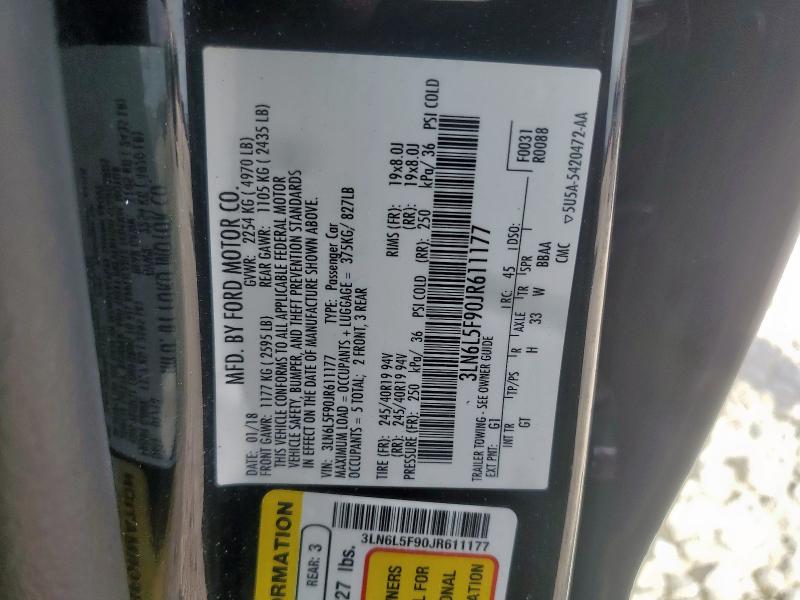 MFD. BY FORD MOTOR CO.
DATE: 01/18 GVWR: 2254 KG ( 4970 LB)
FRONT GAWR: 1177 KG ( 2595 LB) REAR GAWR: 1105 KG ( 2435 LB)
THIS VEHICLE CONFORMS TO ALL APPLICABLE FEDERAL MOTOR
VEHICLE SAFETY, BUMPER, AND THEFT PREVENTION STANDARDS
IN EFFECT ON THE DATE OF MANUFACTURE SHOWN ABOVE.
VIN: 3LN6L5F90JR611177 TYPE: Passenger Car
MAXIMUM LOAD = OCCUPANTS + LUGGAGE = 375KG/ 827LB
OCCUPANTS = 5 TOTAL; 2 FRONT, 3 REAR
TIRE (FR): 245/40R19 94V RIMS (FR): 19x8.0J
(RR): 245/40R19 94V (RR): 19x8.0J
PRESSURE (FR): 250 kPa/ 36 PSI COLD (RR): 250 kPa/ 36 PSI COLD
3LN6L5F90JR611177
TRAILER TOWING - SEE OWNER GUIDE
EXT PNT: G1 RC: 45 DSO: F0031
R0088
INT TR TP/PS R AXLE TR SPR
GT H 33 W BBAA
CMC ▽5U5A-5420472-AA
REAR: 3
27 lbs.
3LN6L5F90JR611177